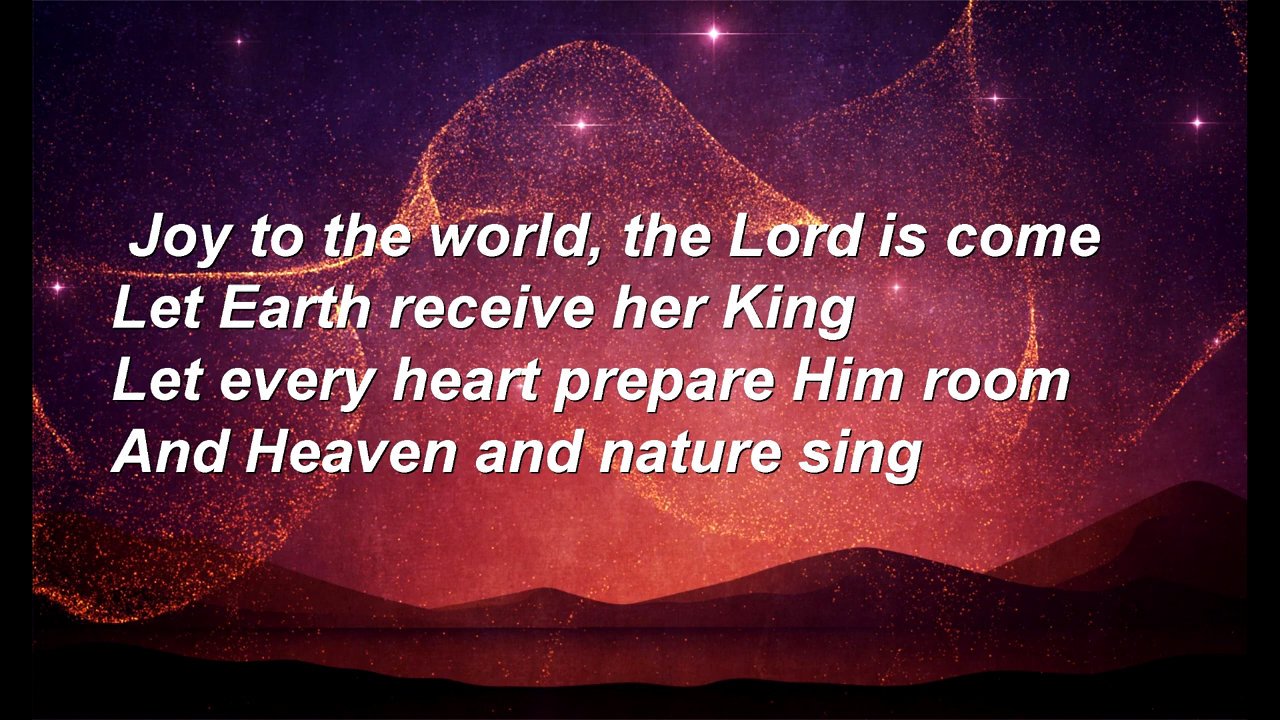 Joy to the world, the Lord is come
Let Earth receive her King
Let every heart prepare Him room
And Heaven and nature sing